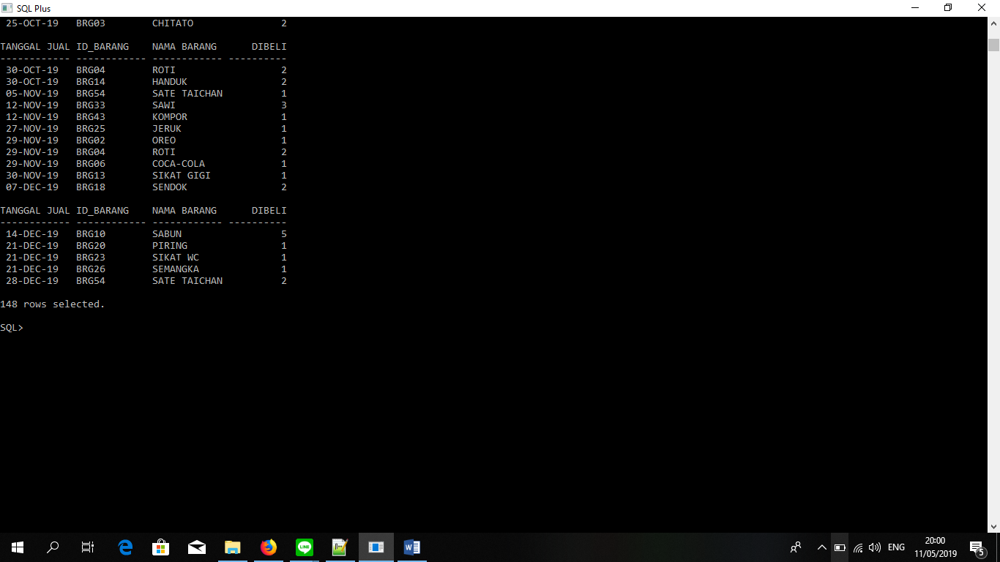 SQL Plus
25-OCT-19   BRG03        CHITATO               2
TANGGAL JUAL ID_BARANG    NAMA BARANG      DIBELI
------------ ------------ ------------ ----------
30-OCT-19   BRG04        ROTI                  2
30-OCT-19   BRG14        HANDUK                2
05-NOV-19   BRG54        SATE TAICHAN          1
12-NOV-19   BRG33        SAWI                  3
12-NOV-19   BRG43        KOMPOR                1
27-NOV-19   BRG25        JERUK                 1
29-NOV-19   BRG02        OREO                  1
29-NOV-19   BRG04        ROTI                  2
29-NOV-19   BRG06        COCA-COLA             1
30-NOV-19   BRG13        SIKAT GIGI            1
07-DEC-19   BRG18        SENDOK                2
TANGGAL JUAL ID_BARANG    NAMA BARANG      DIBELI
------------ ------------ ------------ ----------
14-DEC-19   BRG10        SABUN                 5
21-DEC-19   BRG20        PIRING                1
21-DEC-19   BRG23        SIKAT WC              1
21-DEC-19   BRG26        SEMANGKA              1
28-DEC-19   BRG54        SATE TAICHAN          2
148 rows selected.
SQL>
LINE
ENG
20:00
11/05/2019
5